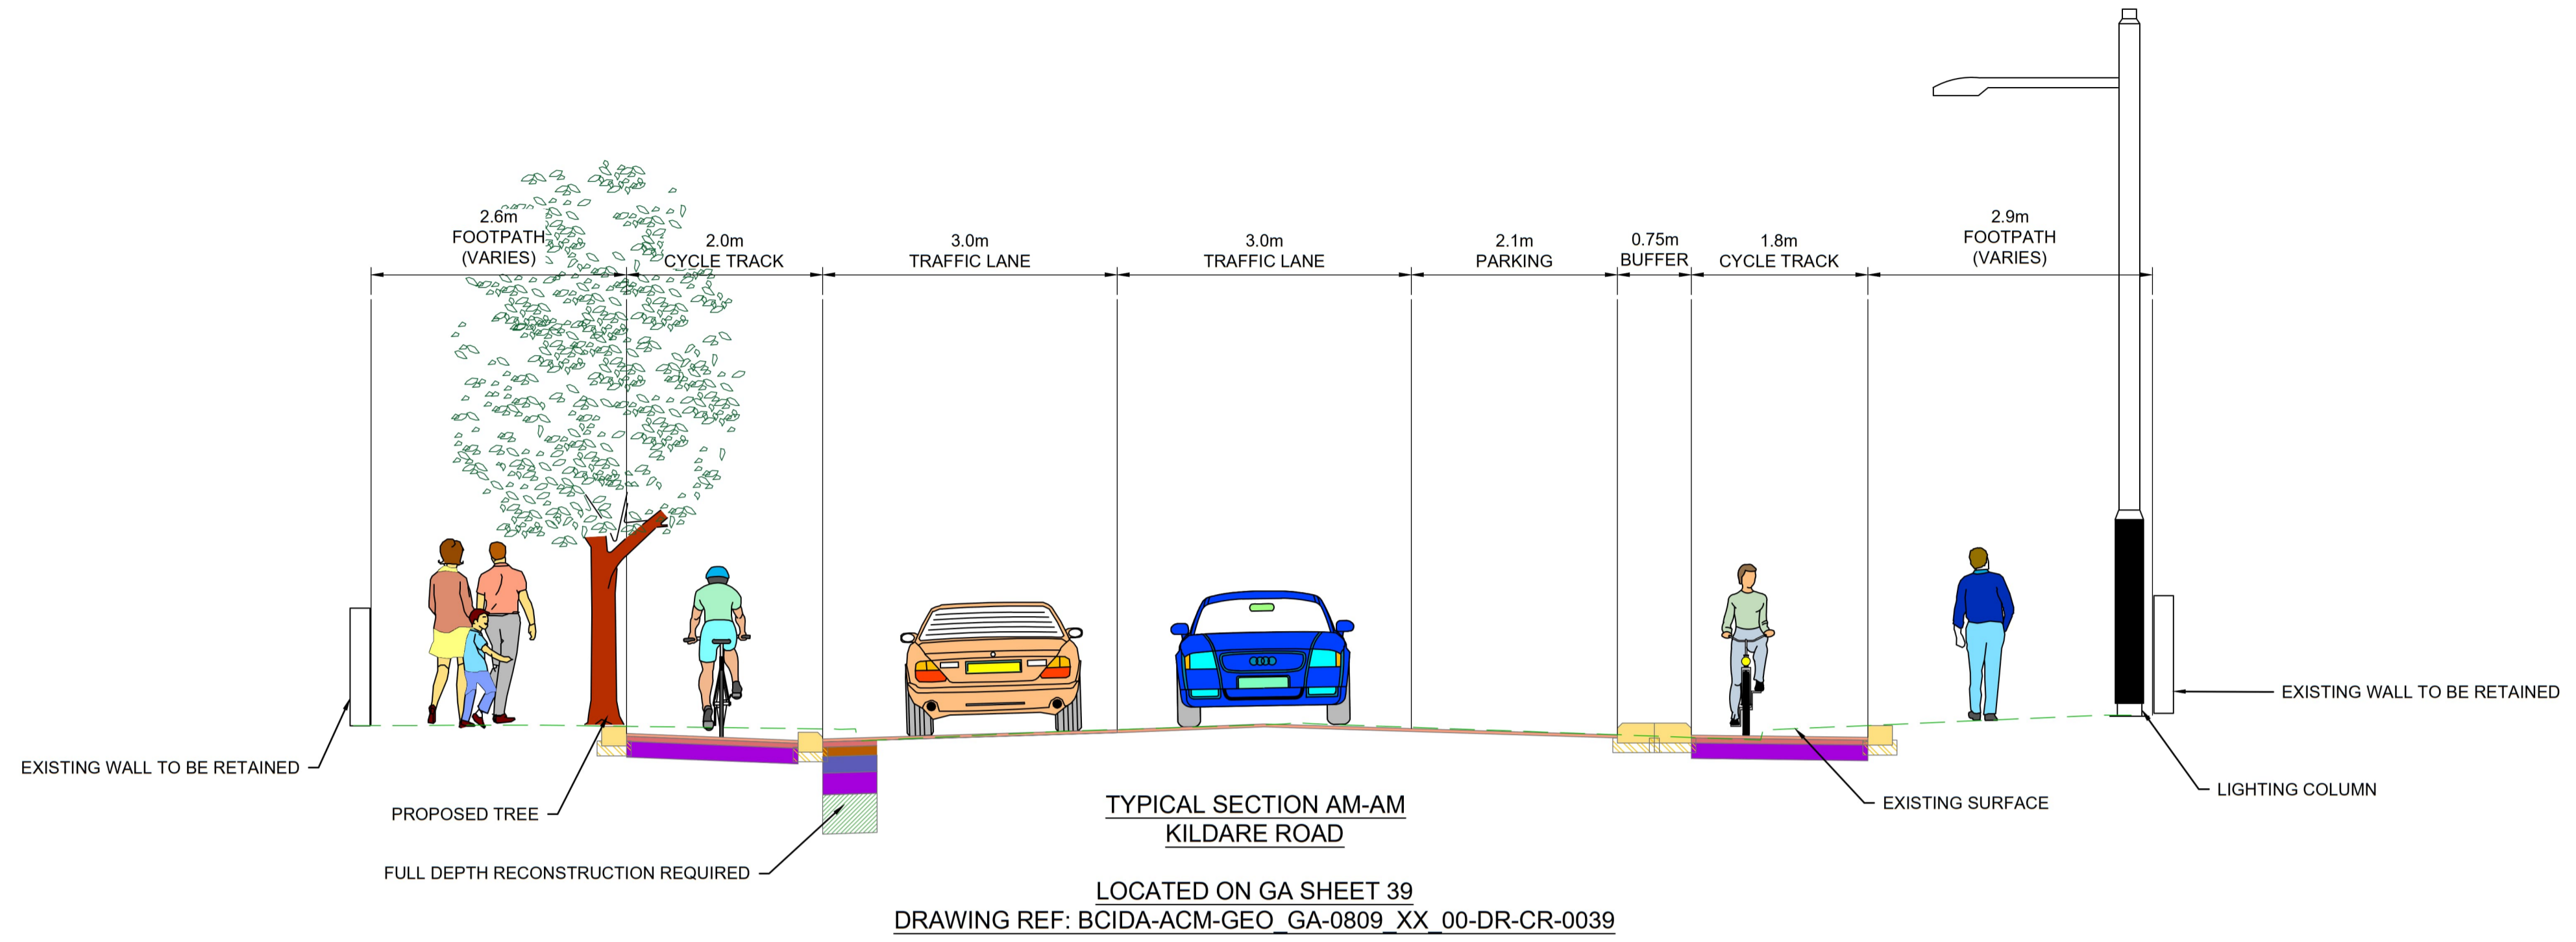 2.6m
FOOTPATH
(VARIES)
2.0m
CYCLE TRACK
3.0m
TRAFFIC LANE
3.0m
TRAFFIC LANE
2.1m
PARKING
0.75m
BUFFER
1.8m
CYCLE TRACK
2.9m
FOOTPATH
(VARIES)
EXISTING WALL TO BE RETAINED
PROPOSED TREE
FULL DEPTH RECONSTRUCTION REQUIRED
EXISTING WALL TO BE RETAINED
LIGHTING COLUMN
EXISTING SURFACE
TYPICAL SECTION AM-AM
KILDARE ROAD
LOCATED ON GA SHEET 39
DRAWING REF: BCIDA-ACM-GEO_GA-0809_XX_00-DR-CR-0039